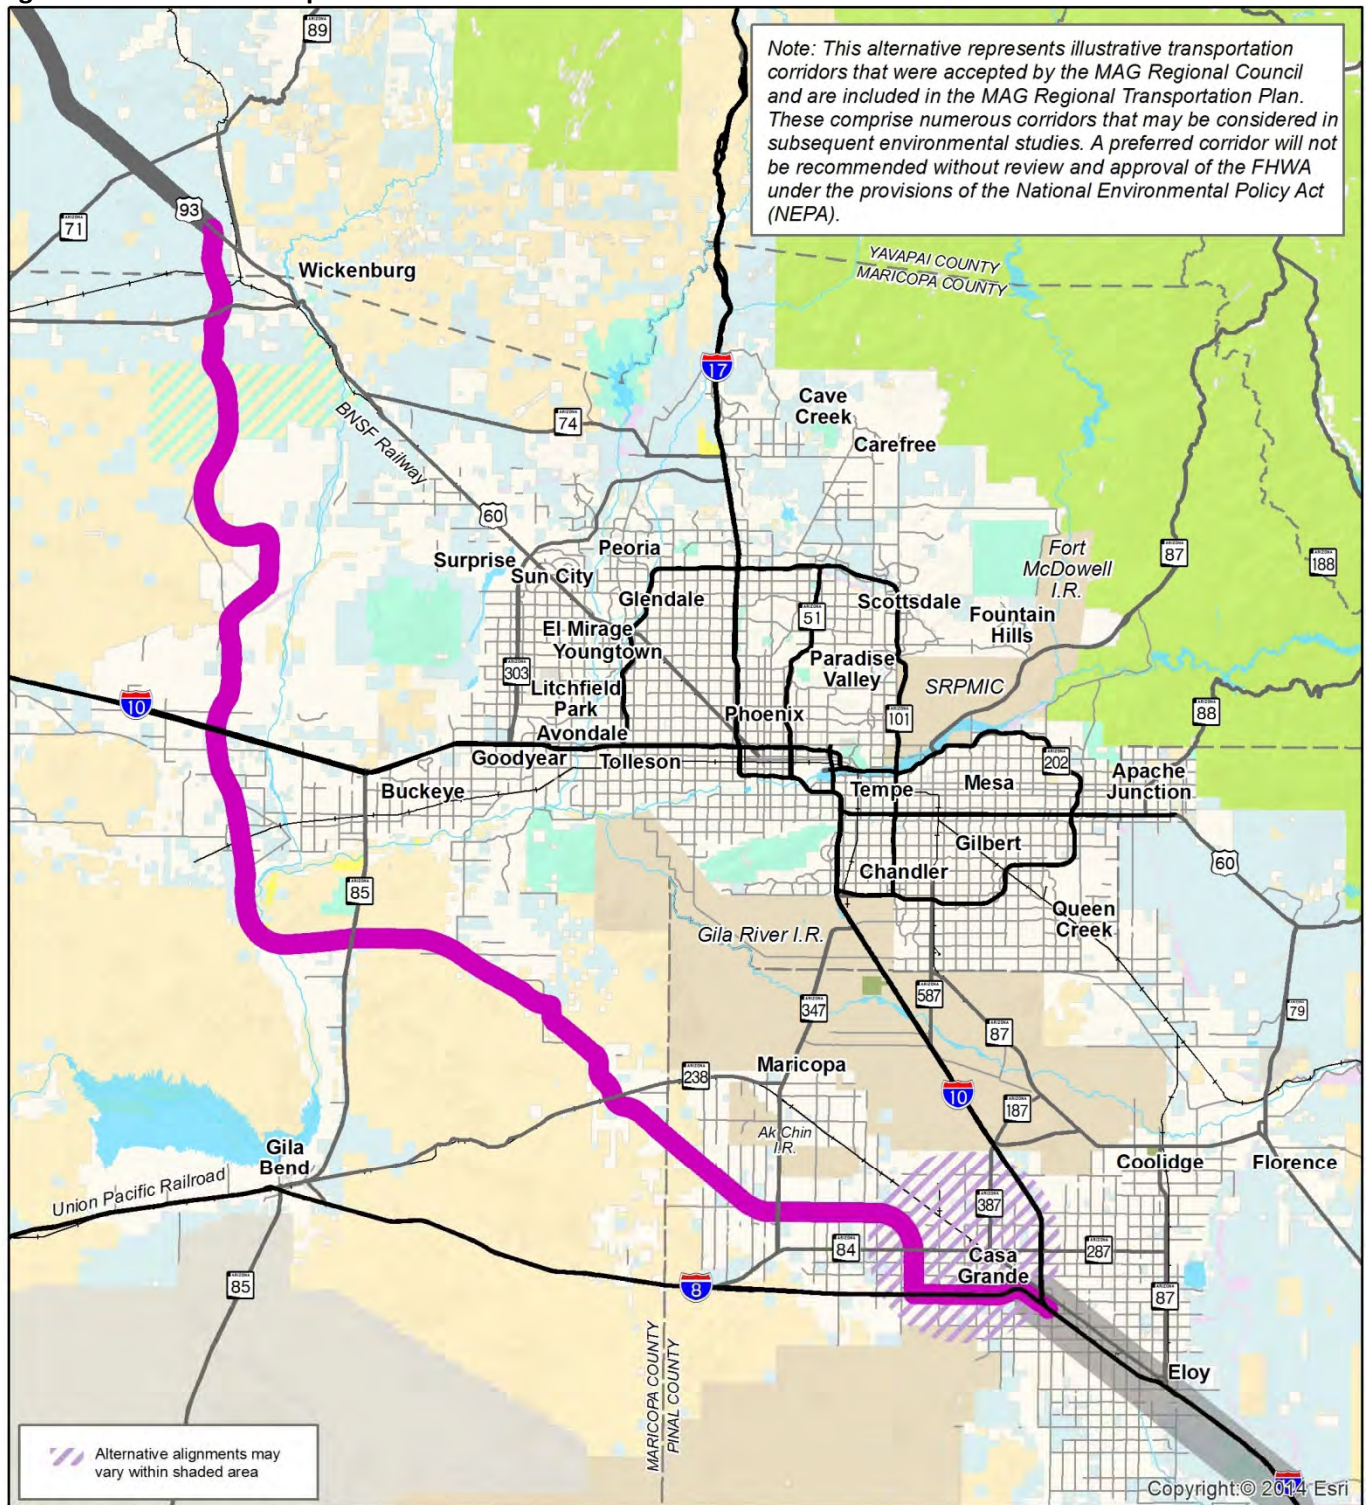 89
Note: This alternative represents illustrative transportation
corridors that were accepted by the MAG Regional Council
and are included in the MAG Regional Transportation Plan.
These comprise numerous corridors that may be considered in
subsequent environmental studies. A preferred corridor will not
be recommended without review and approval of the FHWA
under the provisions of the National Environmental Policy Act
(NEPA).
93
71
Wickenburg
YAVAPAI COUNTY
MARICOPA COUNTY
17
Cave
Creek
74
Carefree
BNSF Railway
60
Peoria
Surprise
Sun City
Fort
McDowell
I.R.
87
188
Glendale
51
Scottsdale
Fountain
Hills
El Mirage
Youngtown
303
Paradise
Valley
SRPMIC
Litchfield
Park
10
Phoenix
101
88
Avondale
Goodyear
Tolleson
202
Buckeye
Tempe
Mesa
Apache
Junction
Gilbert
Chandler
60
85
Queen
Creek
Gila River I.R.
587
347
87
79
Maricopa
238
10
187
Ak Chin
I.R.
Gila
Bend
Coolidge
Florence
Union Pacific Railroad
387
84
Casa
Grande
287
85
8
87
MARICOPA COUNTY
PINAL COUNTY
Eloy
Alternative alignments may
vary within shaded area
Copyright:© 2014 Esri